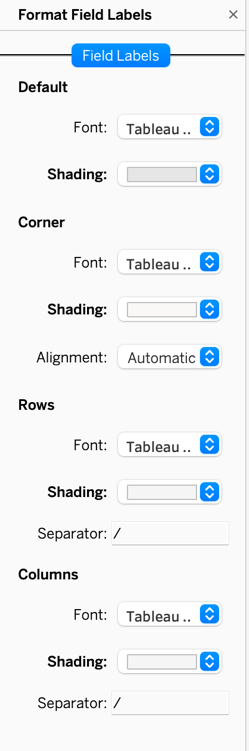 Format Field Labels ×
Field Labels
Default
Font: Tableau ..
Shading:
Corner
Font: Tableau ..
Shading:
Alignment: Automatic
Rows
Font: Tableau ..
Shading:
Separator: /
Columns
Font: Tableau ..
Shading:
Separator: /